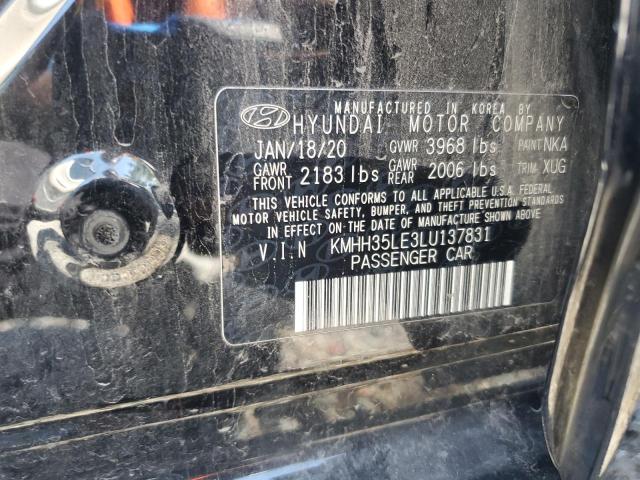 MANUFACTURED IN KOREA BY
HYUNDAI MOTOR COMPANY
JAN/18/20 GVWR 3968 lbs PAINT NKA
GAWR FRONT 2183 lbs GAWR REAR 2006 lbs TRIM XUG
THIS VEHICLE CONFORMS TO ALL APPLICABLE U.S.A. FEDERAL
MOTOR VEHICLE SAFETY, BUMPER, AND THEFT PREVENTION STANDARDS
IN EFFECT ON THE DATE OF MANUFACTURE SHOWN ABOVE.
V.I.N KMHH35LE3LU137831
PASSENGER CAR